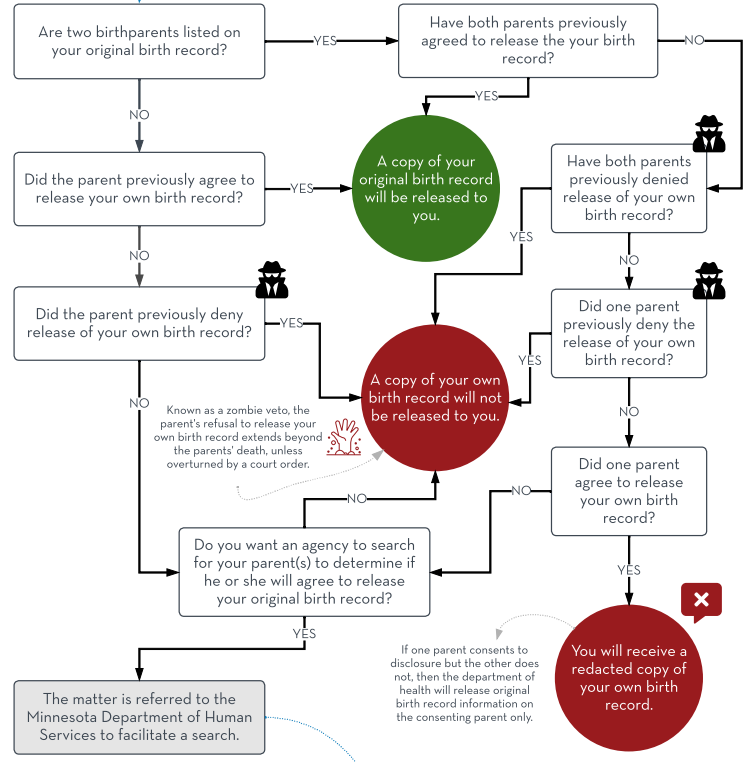 Are two birthparents listed on
your original birth record?
YES
Have both parents previously
agreed to release the your birth
record?
NO
YES
NO
A copy of your
original birth record
will be released to
you.
Have both parents
previously denied
release of your own
birth record?
Did the parent previously agree to
release your own birth record?
YES
YES
NO
NO
Did the parent previously deny
release of your own birth record?
YES
Did one parent
previously deny the
release of your own
birth record?
YES
A copy of your own
birth record will not
be released to you.
NO
Known as a zombie veto, the
parent's refusal to release your
own birth record extends beyond
the parents' death, unless
overturned by a court order.
NO
Did one parent
agree to release
your own birth
record?
NO
NO
Do you want an agency to search
for your parent(s) to determine if
he or she will agree to release
your original birth record?
YES
YES
If one parent consents to
disclosure but the other does
not, then the department of
health will release original
birth record information on
the consenting parent only.
You will receive a
redacted copy of
your own birth
record.
The matter is referred to the
Minnesota Department of Human
Services to facilitate a search.